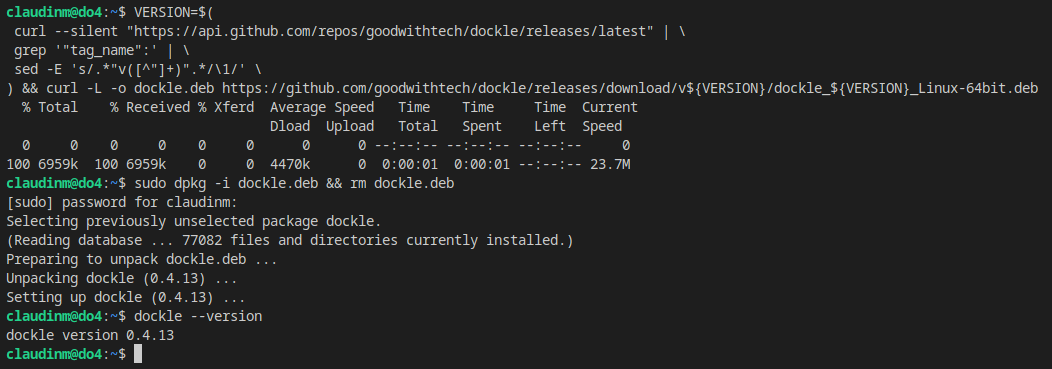 claudinm@do4:~$ VERSION=$(
 curl --silent "https://api.github.com/repos/goodwithtech/dockle/releases/latest" | \
 grep '"tag_name":' | \
 sed -E 's/.*"v([^"]+)".*/\1/' \
) && curl -L -o dockle.deb https://github.com/goodwithtech/dockle/releases/download/v${VERSION}/dockle_${VERSION}_Linux-64bit.deb
  % Total    % Received % Xferd  Average Speed   Time    Time     Time  Current
                                 Dload  Upload   Total   Spent    Left  Speed
  0     0    0     0    0     0      0      0 --:--:-- --:--:-- --:--:--     0
100 6959k  100 6959k    0     0  4470k      0  0:00:01  0:00:01 --:--:-- 23.7M
claudinm@do4:~$ sudo dpkg -i dockle.deb && rm dockle.deb
[sudo] password for claudinm:
Selecting previously unselected package dockle.
(Reading database ... 77082 files and directories currently installed.)
Preparing to unpack dockle.deb ...
Unpacking dockle (0.4.13) ...
Setting up dockle (0.4.13) ...
claudinm@do4:~$ dockle --version
dockle version 0.4.13
claudinm@do4:~$